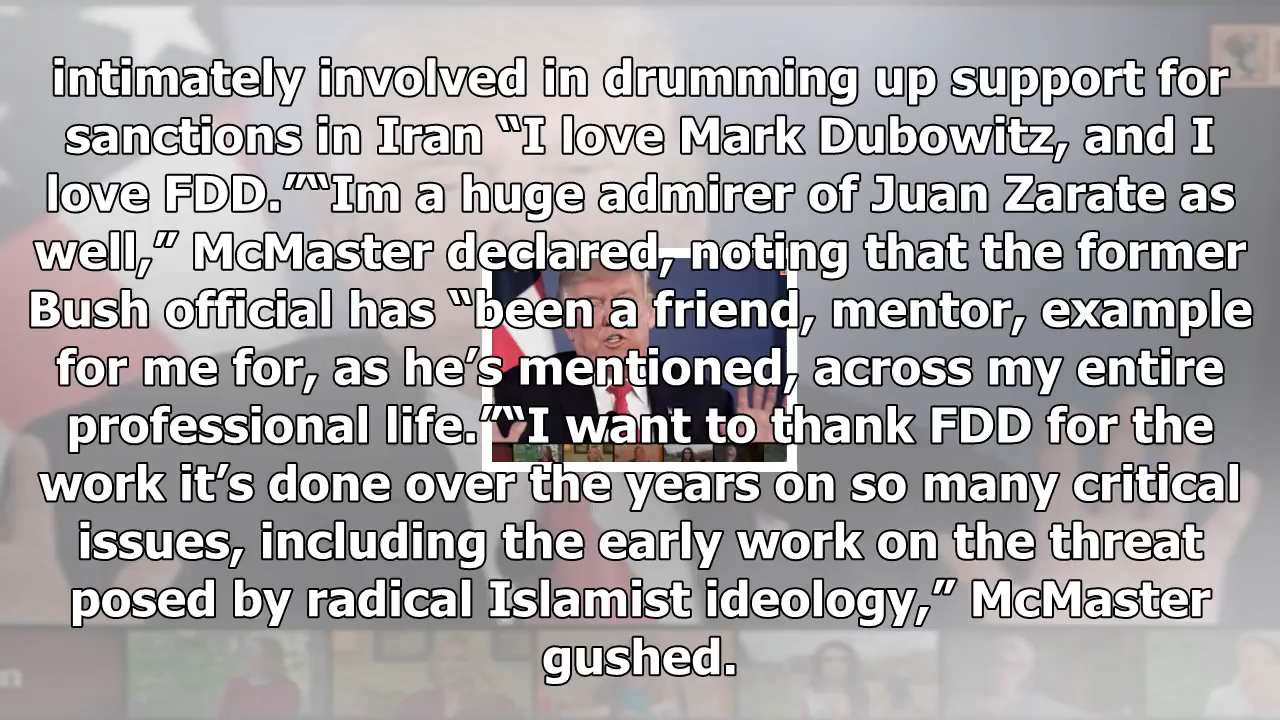 intimately involved in drumming up support for
sanctions in Iran “I love Mark Dubowitz, and I
love FDD.”“Im a huge admirer of Juan Zarate as
well,” McMaster declared, noting that the former
Bush official has “been a friend, mentor, example
for me for, as he’s mentioned, across my entire
professional life.”“I want to thank FDD for the
work it’s done over the years on so many critical
issues, including the early work on the threat
posed by radical Islamist ideology,” McMaster
gushed.